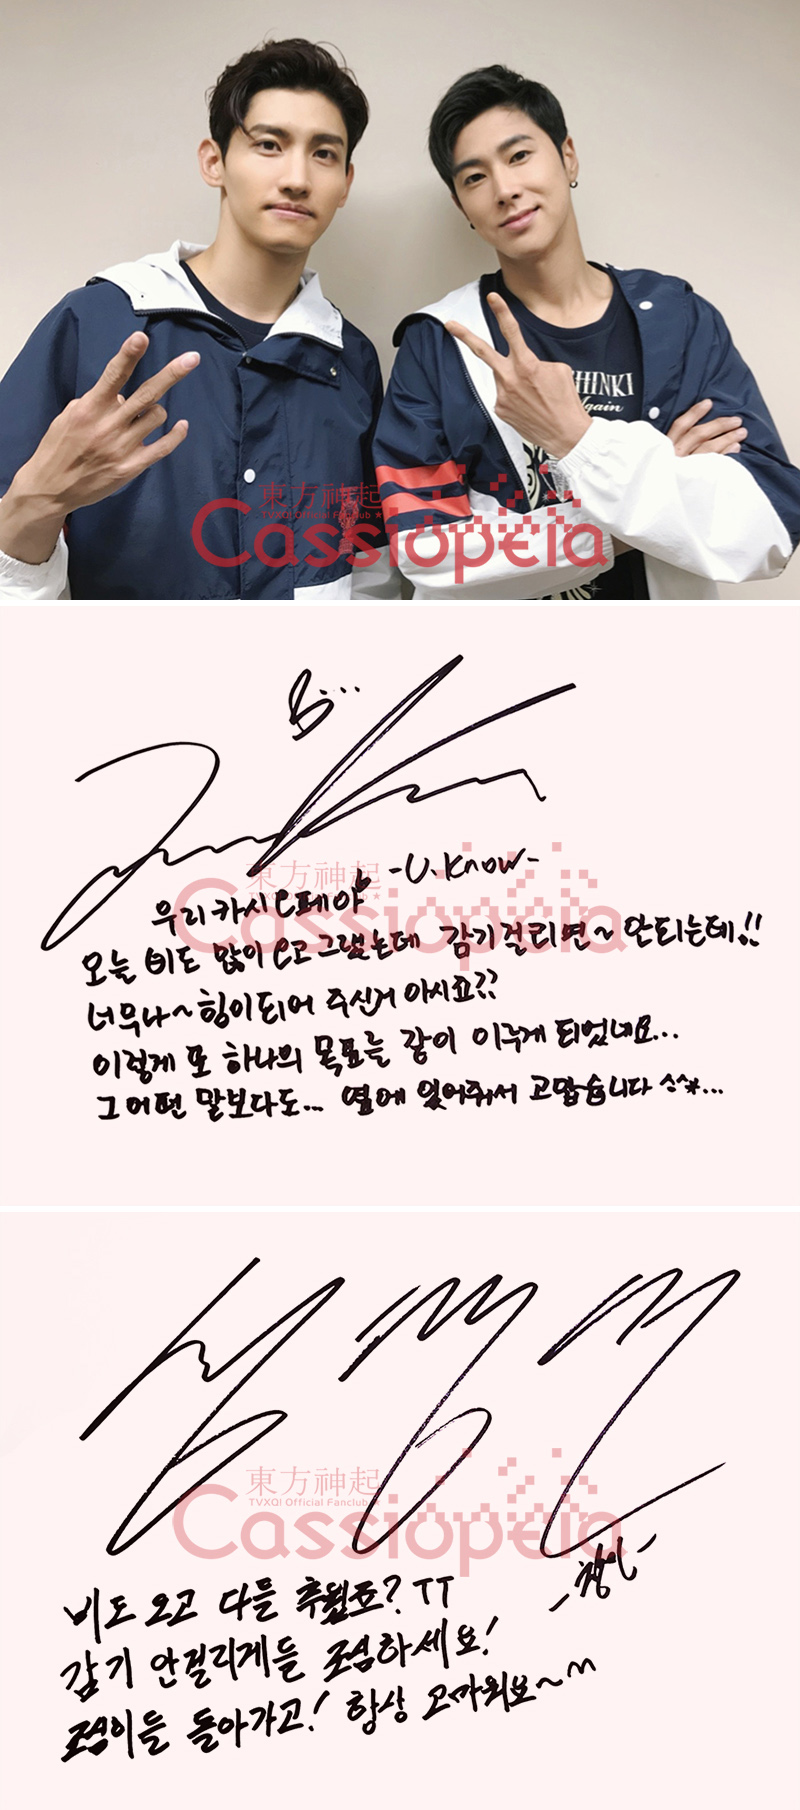 HINKI
Again
東方神起
TVXQ! Official Fanclub ★
Cassiopeia
B...
-U.Know-
우리 카시오페야
오늘 비도 많이 오고 그랬는데 감기 걸리면~ 안되는데!!
너무나~ 힘이되어 주신거 아시죠??
이렇게 또 하나의 목표를 같이 이루게 되었네요...
그 어떤 말보다도... 옆에 있어줘서 고맙습니다 ^^*...
東方神起
Cassiopeia
東方神起
TVXQ! Official Fanclub ★
Cassiopeia
-창민-
비도 오고 다들 추웠죠? TT
감기 안걸리게들 조심하세요!
조심히들 돌아가고! 항상 고마워요~^^